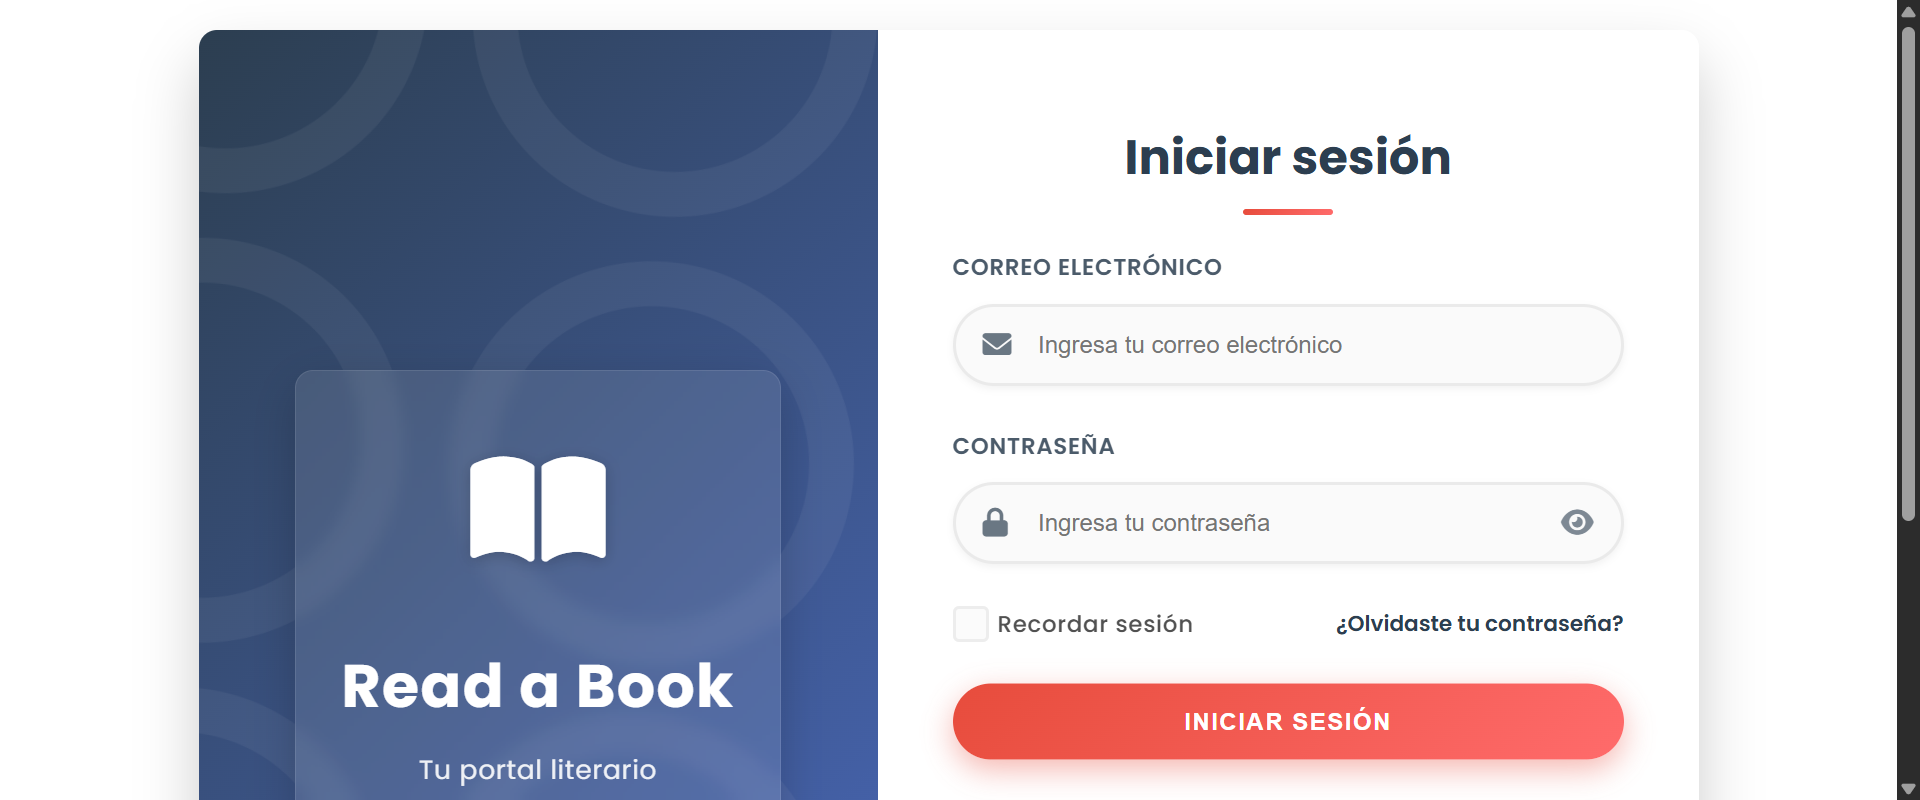 Read a Book
Tu portal literario
Iniciar sesión
CORREO ELECTRÓNICO
Ingresa tu correo electrónico
CONTRASEÑA
Ingresa tu contraseña
Recordar sesión
¿Olvidaste tu contraseña?
INICIAR SESIÓN